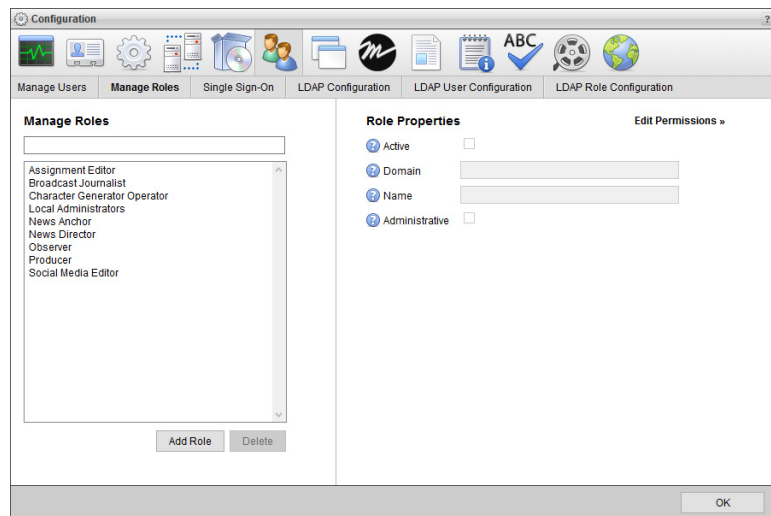 Configuration
?
ABC
Manage Users Manage Roles Single Sign-On LDAP Configuration LDAP User Configuration LDAP Role Configuration
Manage Roles
Assignment Editor
Broadcast Journalist
Character Generator Operator
Local Administrators
News Anchor
News Director
Observer
Producer
Social Media Editor
Add Role Delete
Role Properties Edit Permissions »
? Active
? Domain
? Name
? Administrative
OK